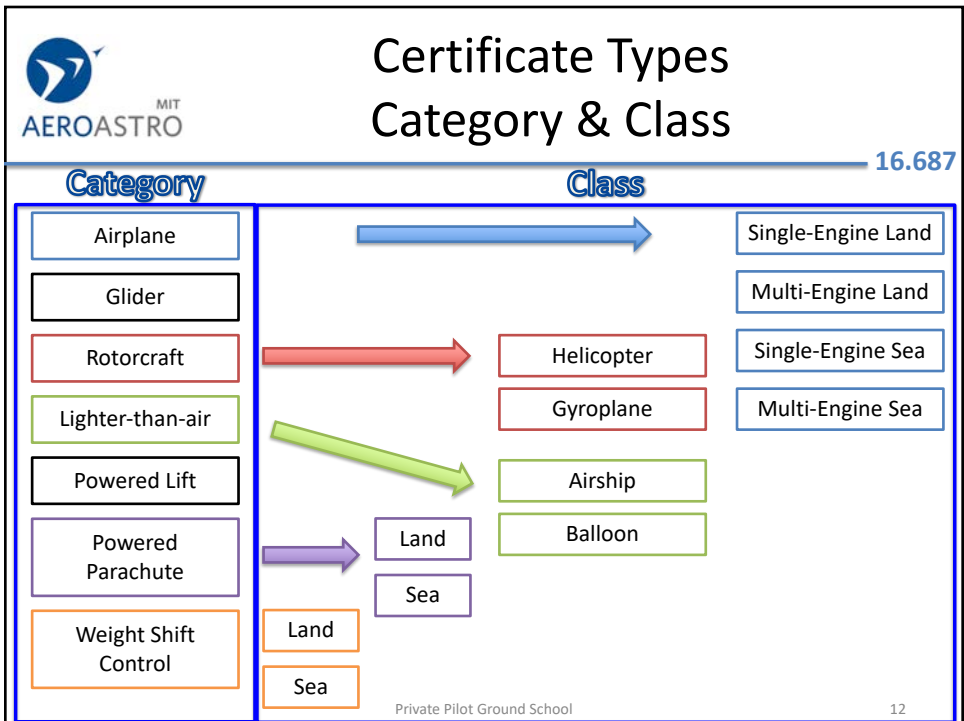 MIT
AEROASTRO
Certificate Types
Category & Class
16.687
Category
Class
Airplane
Glider
Rotorcraft
Lighter-than-air
Powered Lift
Powered
Parachute
Weight Shift
Control
Single-Engine Land
Multi-Engine Land
Single-Engine Sea
Multi-Engine Sea
Helicopter
Gyroplane
Airship
Balloon
Land
Sea
Land
Sea
Private Pilot Ground School
12